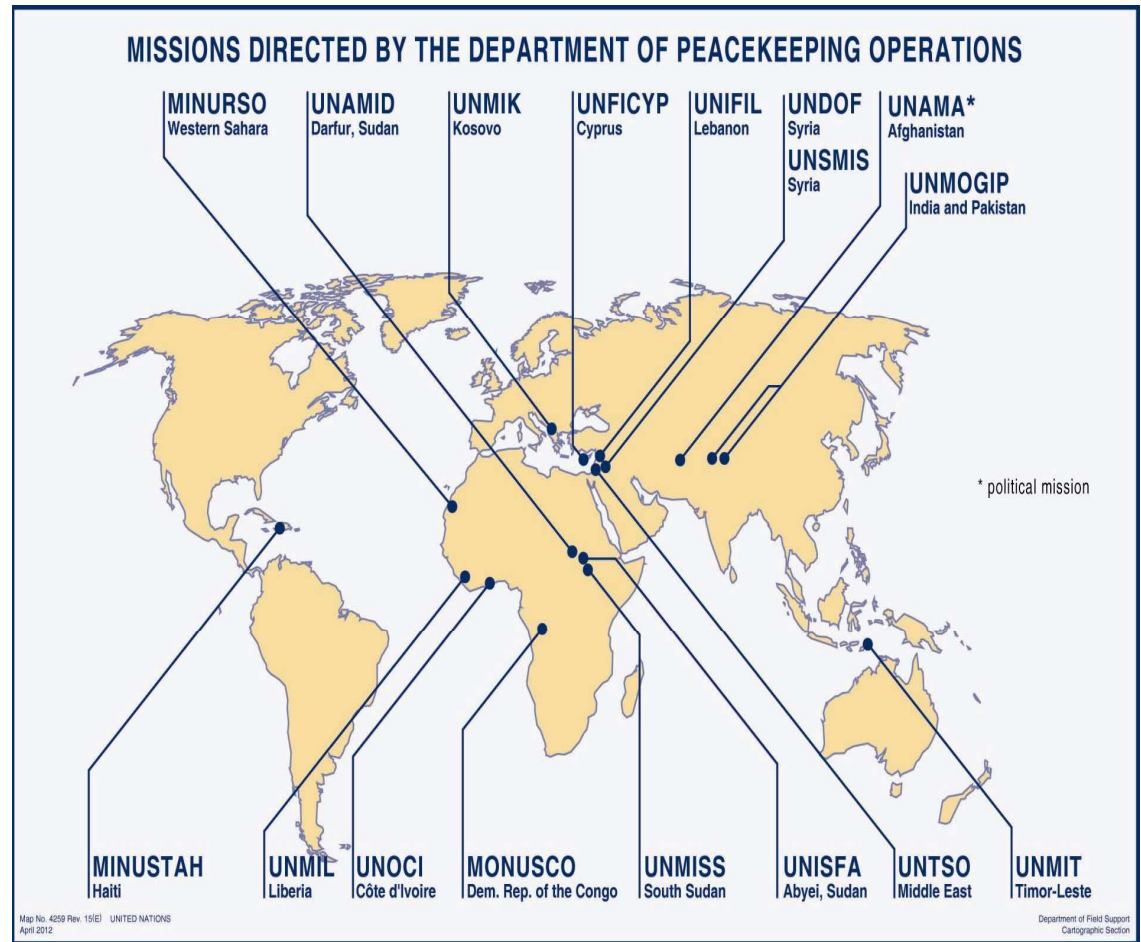 MISSIONS DIRECTED BY THE DEPARTMENT OF PEACEKEEPING OPERATIONS
MINURSO
Western Sahara
UNAMID
Darfur, Sudan
UNMIK
Kosovo
UNFICYP
Cyprus
UNIFIL
Lebanon
UNDOF
Syria
UNSMIS
Syria
UNAMA*
Afghanistan
UNMOGIP
India and Pakistan
* political mission
MINUSTAH
Haiti
UNMIL
Liberia
UNOCI
Côte d'Ivoire
MONUSCO
Dem. Rep. of the Congo
UNMISS
South Sudan
UNISFA
Abyei, Sudan
UNTSO
Middle East
UNMIT
Timor-Leste
Map No. 4259 Rev. 15(E) UNITED NATIONS
April 2012
Department of Field Support
Cartographic Section